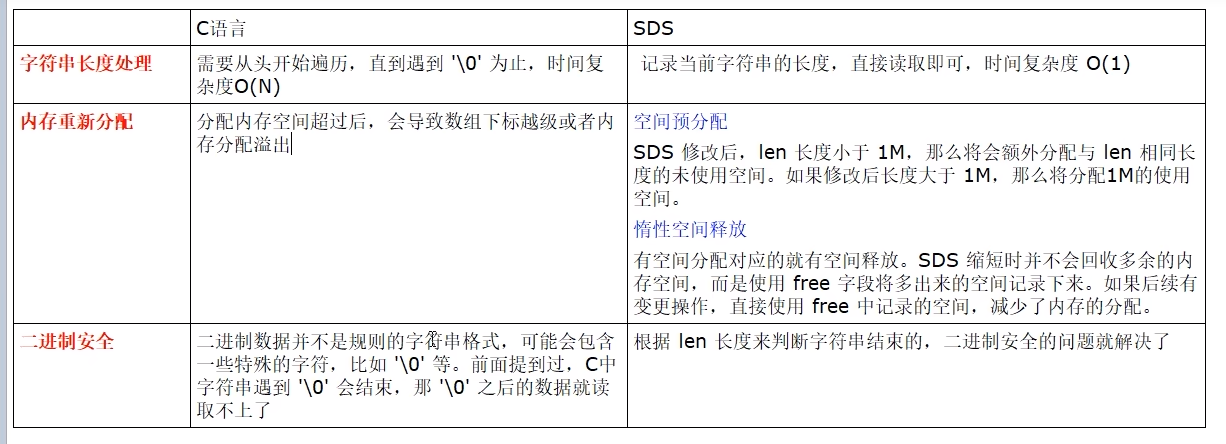 C语言
SDS
字符串长度处理
需要从头开始遍历，直到遇到 '\0' 为止，时间复
杂度O(N)
记录当前字符串的长度，直接读取即可，时间复杂度 O(1)
内存重新分配
分配内存空间超过后，会导致数组下标越级或者内
存分配溢出
空间预分配
SDS 修改后，len 长度小于 1M，那么将会额外分配与 len 相同长
度的未使用空间。如果修改后长度大于 1M，那么将分配1M的使用
空间。
惰性空间释放
有空间分配对应的就有空间释放。SDS 缩短时并不会回收多余的内
存空间，而是使用 free 字段将多出来的空间记录下来。如果后续有
变更操作，直接使用 free 中记录的空间，减少了内存的分配。
二进制安全
二进制数据并不是规则的字符串格式，可能会包含
一些特殊的字符，比如 '\0' 等。前面提到过，C中
字符串遇到 '\0' 会结束，那 '\0' 之后的数据就读
取不上了
根据 len 长度来判断字符串结束的，二进制安全的问题就解决了